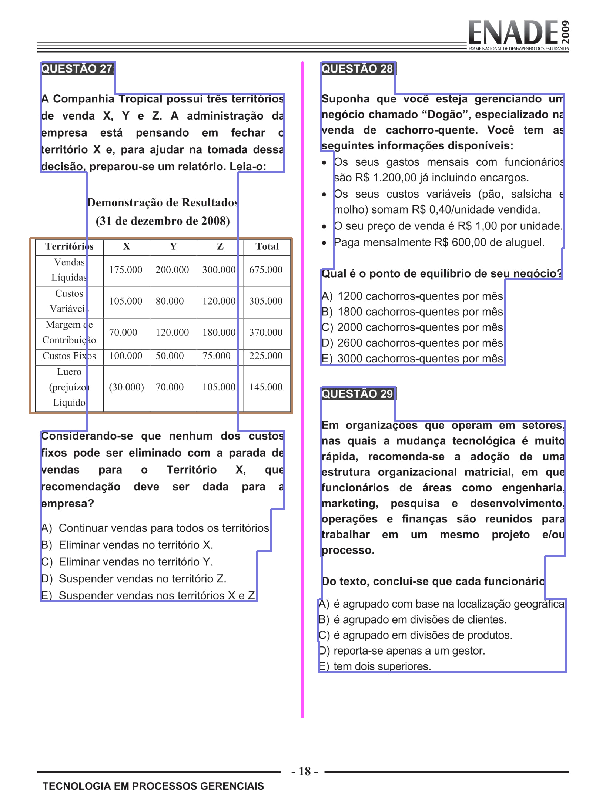 ENADE 2009
EXAME NACIONAL DE DESEMPENHO DOS ESTUDANTES
QUESTÃO 27
A Companhia Tropical possui três territórios
de venda X, Y e Z. A administração da
empresa está pensando em fechar o
território X e, para ajudar na tomada dessa
decisão, preparou-se um relatório. Leia-o:
Demonstração de Resultados
(31 de dezembro de 2008)
Territórios X Y Z Total
Vendas
Líquidas 175.000 200.000 300.000 675.000
Custos
Variáveis 105.000 80.000 120.000 305.000
Margem de
Contribuição 70.000 120.000 180.000 370.000
Custos Fixos 100.000 50.000 75.000 225.000
Lucro
(prejuízo) (30.000) 70.000 105.000 145.000
Líquido
Considerando-se que nenhum dos custos
fixos pode ser eliminado com a parada de
vendas para o Território X, que
recomendação deve ser dada para a
empresa?
A) Continuar vendas para todos os territórios
B) Eliminar vendas no território X.
C) Eliminar vendas no território Y.
D) Suspender vendas no território Z.
E) Suspender vendas nos territórios X e Z
QUESTÃO 28
Suponha que você esteja gerenciando um
negócio chamado “Dogão”, especializado na
venda de cachorro-quente. Você tem as
seguintes informações disponíveis:
• Os seus gastos mensais com funcionários
são R$ 1.200,00 já incluindo encargos.
• Os seus custos variáveis (pão, salsicha e
molho) somam R$ 0,40/unidade vendida.
• O seu preço de venda é R$ 1,00 por unidade.
• Paga mensalmente R$ 600,00 de aluguel.
Qual é o ponto de equilíbrio de seu negócio?
A) 1200 cachorros-quentes por mês
B) 1800 cachorros-quentes por mês
C) 2000 cachorros-quentes por mês
D) 2600 cachorros-quentes por mês
E) 3000 cachorros-quentes por mês
QUESTÃO 29
Em organizações que operam em setores,
nas quais a mudança tecnológica é muito
rápida, recomenda-se a adoção de uma
estrutura organizacional matricial, em que
funcionários de áreas como engenharia,
marketing, pesquisa e desenvolvimento,
operações e finanças são reunidos para
trabalhar em um mesmo projeto e/ou
processo.
Do texto, conclui-se que cada funcionário
A) é agrupado com base na localização geográfica
B) é agrupado em divisões de clientes.
C) é agrupado em divisões de produtos.
D) reporta-se apenas a um gestor.
E) tem dois superiores.
- 18 -
TECNOLOGIA EM PROCESSOS GERENCIAIS